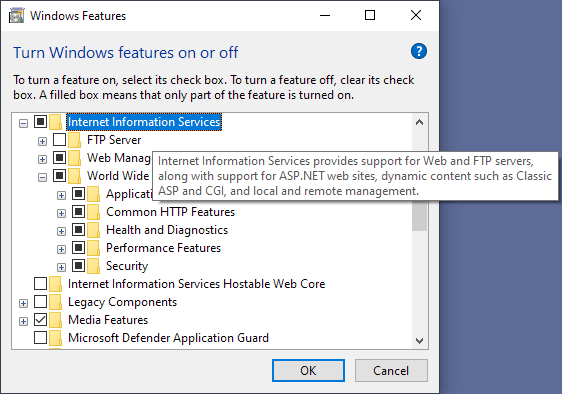 Windows Features
Turn Windows features on or off
?
To turn a feature on, select its check box. To turn a feature off, clear its check
box. A filled box means that only part of the feature is turned on.
Internet Information Services
FTP Server
Web Manag
Internet Information Services provides support for Web and FTP servers,
World Wide
along with support for ASP.NET web sites, dynamic content such as Classic
Applicatio
ASP and CGI, and local and remote management.
Common HTTP Features
Health and Diagnostics
Performance Features
Security
Internet Information Services Hostable Web Core
Legacy Components
Media Features
Microsoft Defender Application Guard
OK
Cancel